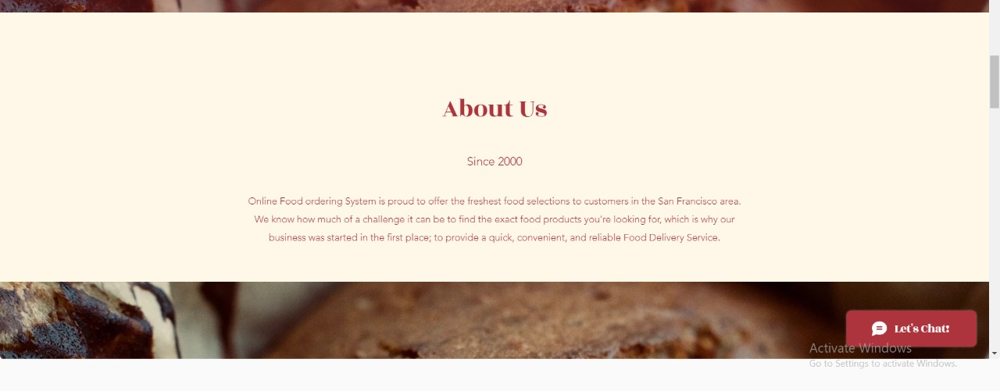 About Us
Since 2000
Online Food ordering System is proud to offer the freshest food selections to customers in the San Francisco area.
We know how much of a challenge it can be to find the exact food products you're looking for, which is why our
business was started in the first place; to provide a quick, convenient, and reliable Food Delivery Service.
Let's Chat!
Activate Windows
Go to Settings to activate Windows.